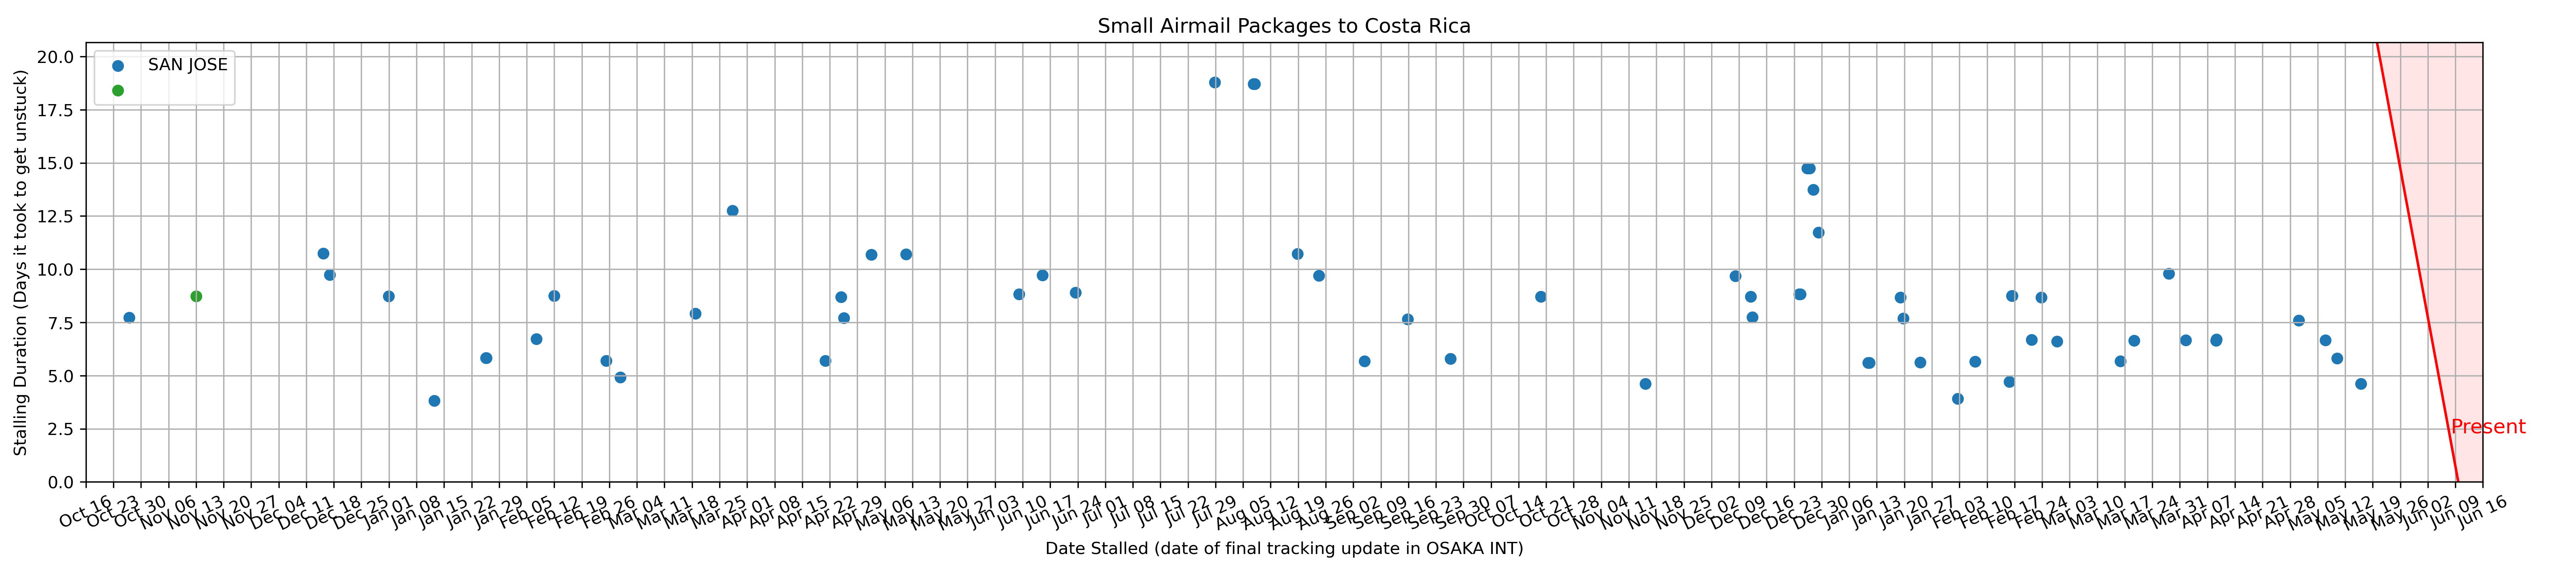 Small Airmail Packages to Costa Rica
SAN JOSE
Stalling Duration (Days it took to get unstuck)
20.0
17.5
15.0
12.5
10.0
7.5
5.0
2.5
0.0
Present
Oct 16 Oct 23 Oct 30 Nov 06 Nov 13 Nov 20 Nov 27 Dec 04 Dec 11 Dec 18 Dec 25 Jan 01 Jan 08 Jan 15 Jan 22 Jan 29 Feb 05 Feb 12 Feb 19 Feb 26 Mar 04 Mar 11 Mar 18 Mar 25 Apr 01 Apr 08 Apr 15 Apr 22 Apr 29 May 06 May 13 May 20 May 27 Jun 03 Jun 10 Jun 17 Jun 24 Jul 01 Jul 08 Jul 15 Jul 22 Jul 29 Aug 05 Aug 12 Aug 19 Aug 26 Sep 02 Sep 09 Sep 16 Sep 23 Sep 30 Oct 07 Oct 14 Oct 21 Oct 28 Nov 04 Nov 11 Nov 18 Nov 25 Dec 02 Dec 09 Dec 16 Dec 23 Dec 30 Jan 06 Jan 13 Jan 20 Jan 27 Feb 03 Feb 10 Feb 17 Feb 24 Mar 03 Mar 10 Mar 17 Mar 24 Mar 31 Apr 07 Apr 14 Apr 21 Apr 28 May 05 May 12 May 19 May 26 Jun 02 Jun 09 Jun 16
Date Stalled (date of final tracking update in OSAKA INT)